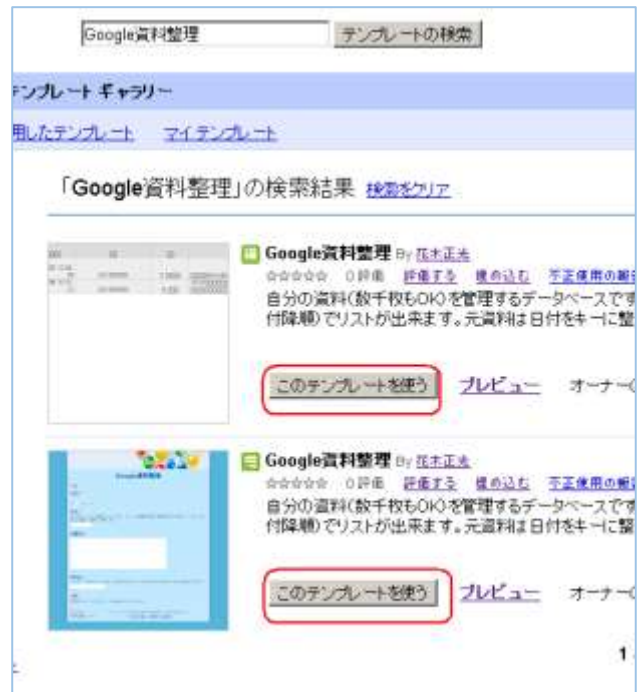 Google資料整理 テンプレートの検索
ンプレート ギャラリー
用したテンプレート マイテンプレート
「Google資料整理」の検索結果 検索をクリア
Google資料整理 By 花木正光
☆☆☆☆☆ 0評価 評価する 埋め込む 不正使用の報
自分の資料(数千枚もOK)を管理するデータベースです
付降順)でリストが出来ます。元資料は日付をキーに整
このテンプレートを使う プレビュー オーナー
Google資料整理 By 花木正光
☆☆☆☆☆ 0評価 評価する 埋め込む 不正使用の報
自分の資料(数千枚もOK)を管理するデータベースです
付降順)でリストが出来ます。元資料は日付をキーに整
このテンプレートを使う プレビュー オーナー
1